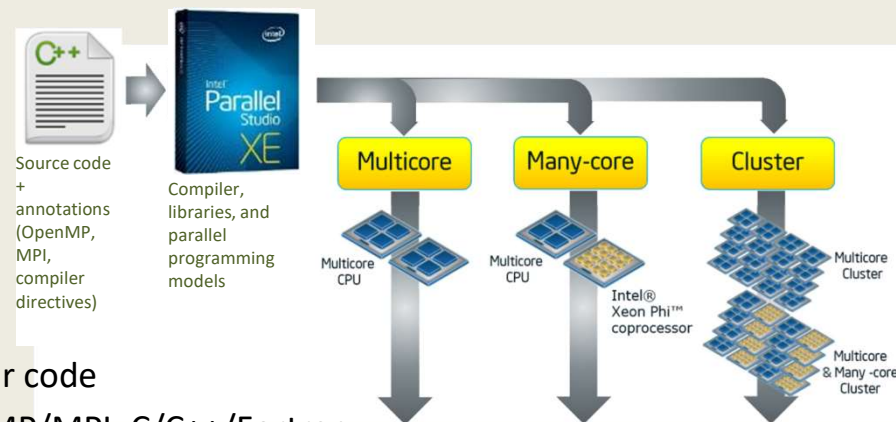 C++
Source code
+
annotations
(OpenMP,
MPI,
compiler
directives)
intel
Intel®
Parallel
Studio
XE
Compiler,
libraries, and
parallel
programming
models
Multicore
Many-core
Cluster
Multicore
CPU
Multicore
CPU
Intel®
Xeon Phi™
coprocessor
Multicore
Cluster
Multicore
& Many -core
Cluster
r code